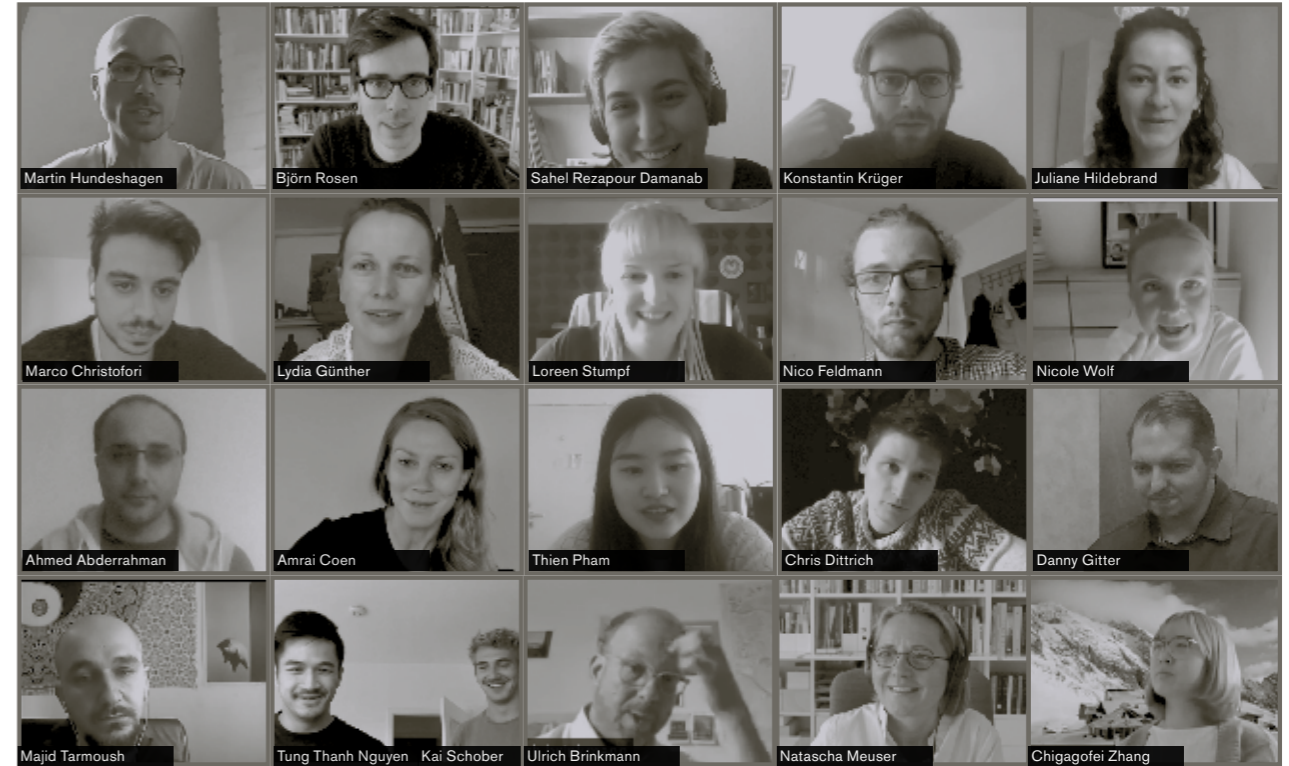 Martin Hundeshagen
Björn Rosen
Sahel Rezapour Damanab
Konstantin Krüger
Juliane Hildebrand
Marco Christofori
Lydia Günther
Loreen Stumpf
Nico Feldmann
Nicole Wolf
Ahmed Abderrahman
Amrai Coen
Thien Pham
Chris Dittrich
Danny Gitter
Majid Tarmoush
Tung Thanh Nguyen Kai Schober
Ulrich Brinkmann
Natascha Meuser
Chigagofei Zhang